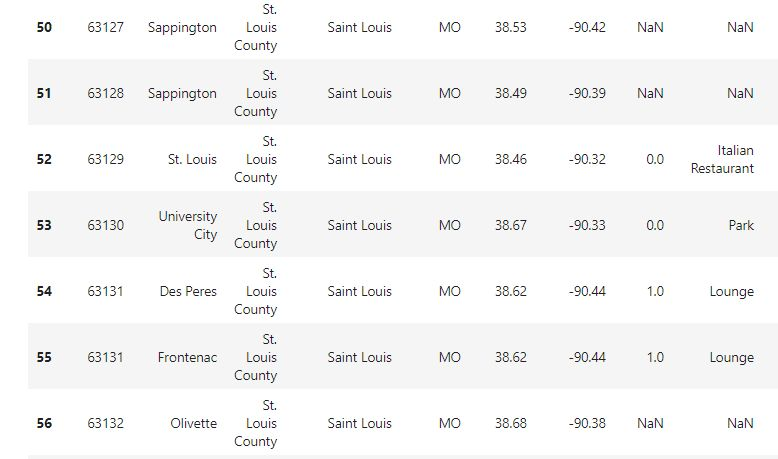 50 63127 Sappington St. Louis County Saint Louis MO 38.53 -90.42 NaN NaN
51 63128 Sappington St. Louis County Saint Louis MO 38.49 -90.39 NaN NaN
52 63129 St. Louis St. Louis County Saint Louis MO 38.46 -90.32 0.0 Italian Restaurant
53 63130 University City St. Louis County Saint Louis MO 38.67 -90.33 0.0 Park
54 63131 Des Peres St. Louis County Saint Louis MO 38.62 -90.44 1.0 Lounge
55 63131 Frontenac St. Louis County Saint Louis MO 38.62 -90.44 1.0 Lounge
56 63132 Olivette St. Louis County Saint Louis MO 38.68 -90.38 NaN NaN